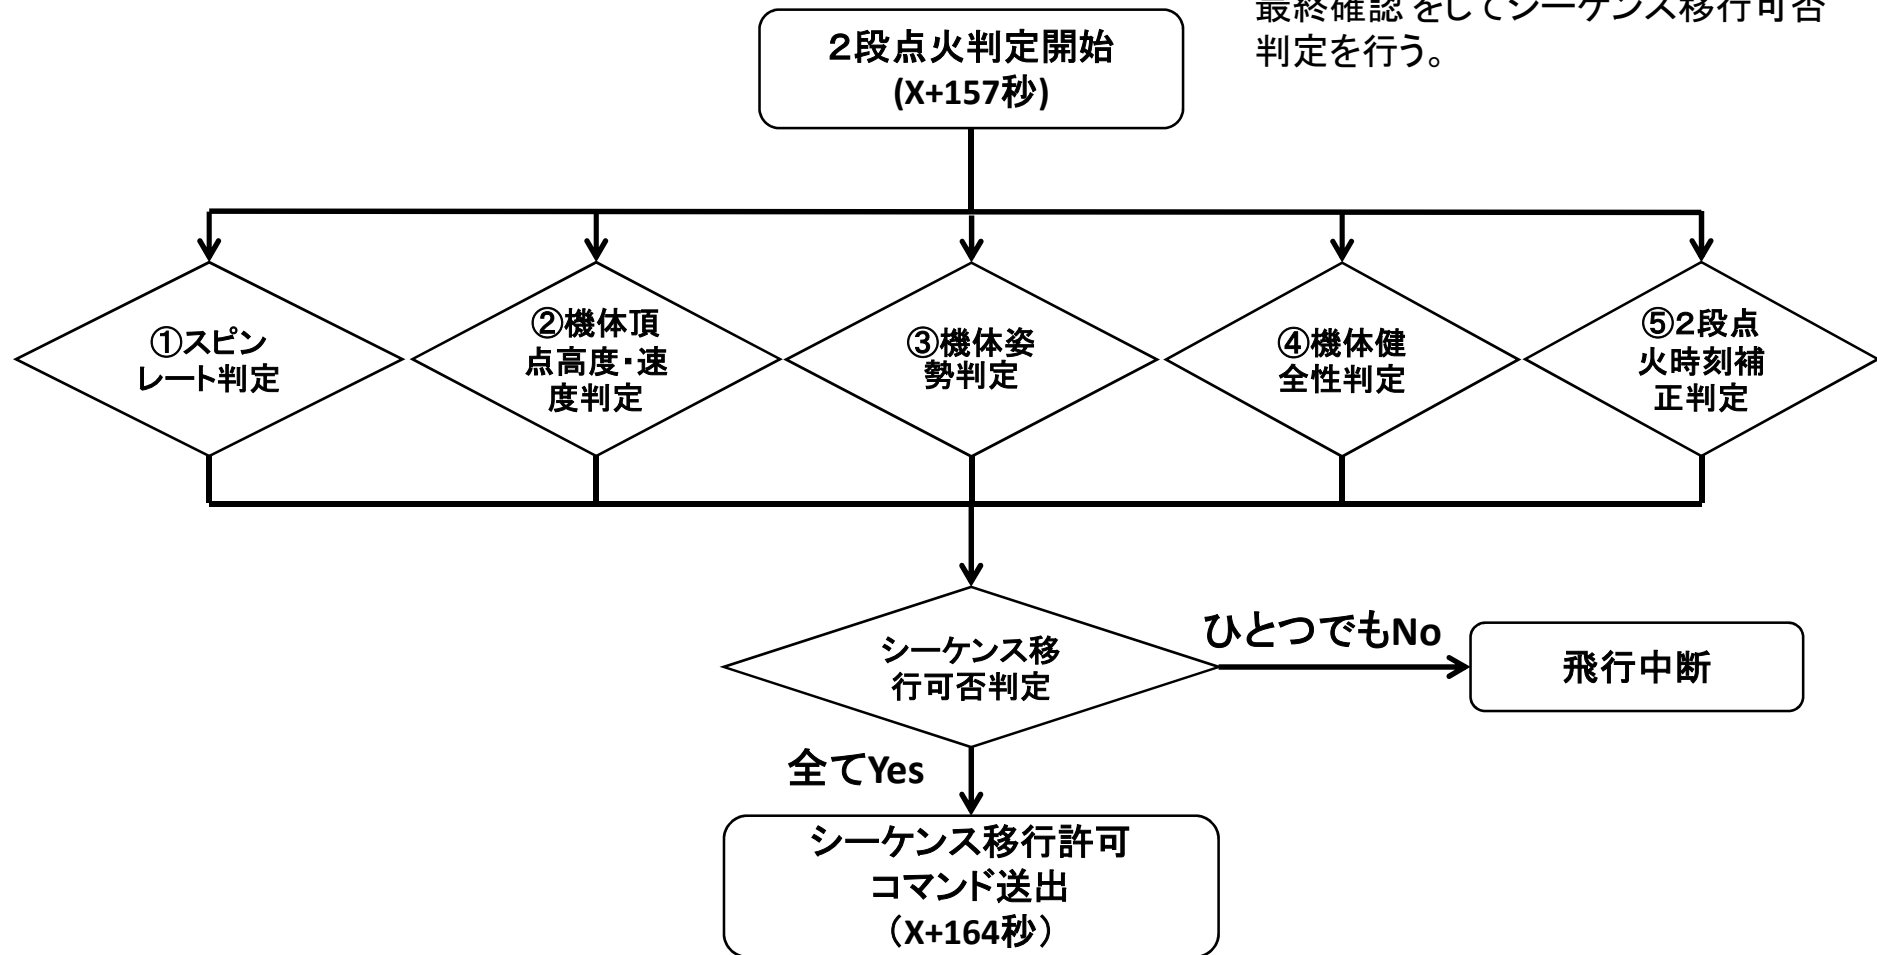 最終確認をしてシーケンス移行可否
判定を行う。
２段点火判定開始
(X+157秒)
①スピン
レート判定
②機体頂
点高度・速
度判定
③機体姿
勢判定
④機体健
全性判定
⑤２段点
火時刻補
正判定
シーケンス移
行可否判定
ひとつでもNo
飛行中断
全てYes
シーケンス移行許可
コマンド送出
（X+164秒）